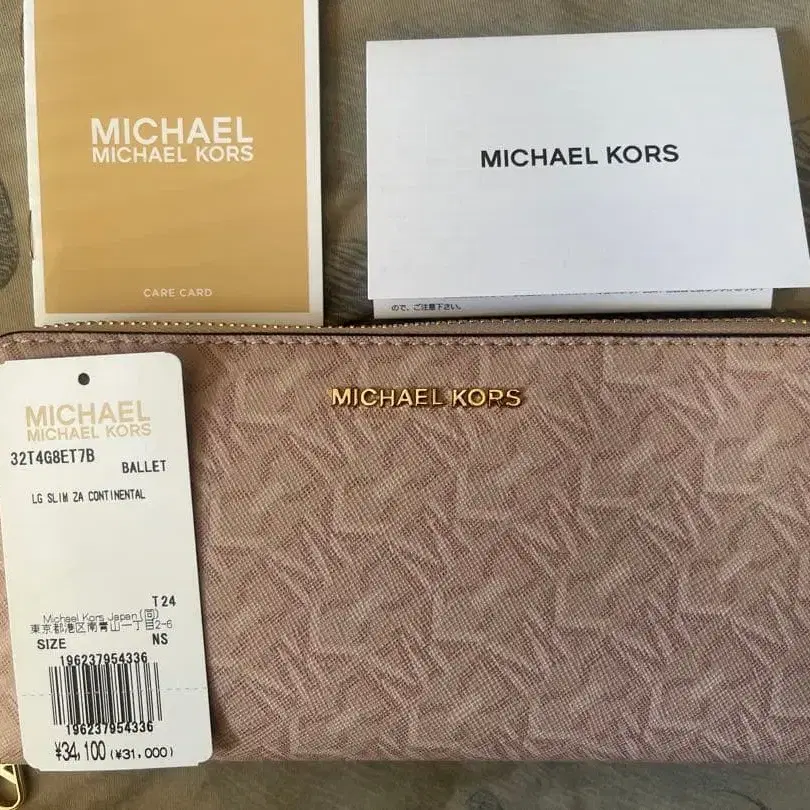 MICHAEL
MICHAEL KORS
CARE CARD
MICHAEL KORS
ので、ご注意下さい。
MICHAEL KORS
MICHAEL
MICHAEL KORS
32T4G8ET7B
BALLET
LG SLIM ZA CONTINENTAL
T24
Michael Kors Japan(同)
東京都港区南青山一丁目2-6
SIZE NS
196237954336
196237954336
¥34,100(¥31,000)